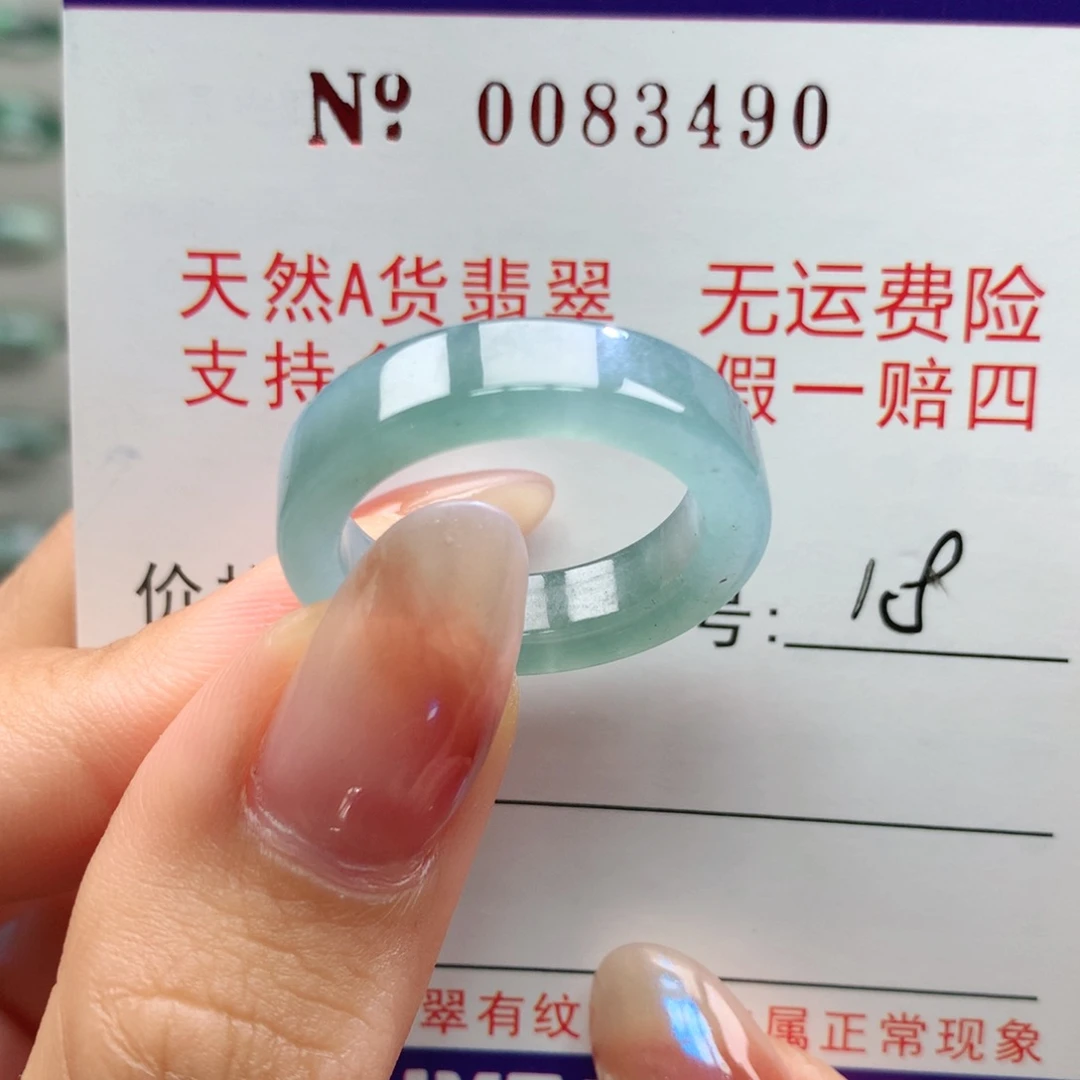 Nº 0083490
天然A货翡翠 无运费险
支持 假一赔四
价 号: 18
翠有纹 属正常现象